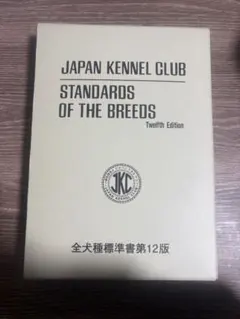 JAPAN KENNEL CLUB
STANDARDS
OF THE BREEDS
Twelfth Edition
JKC
全犬種標準書第12版